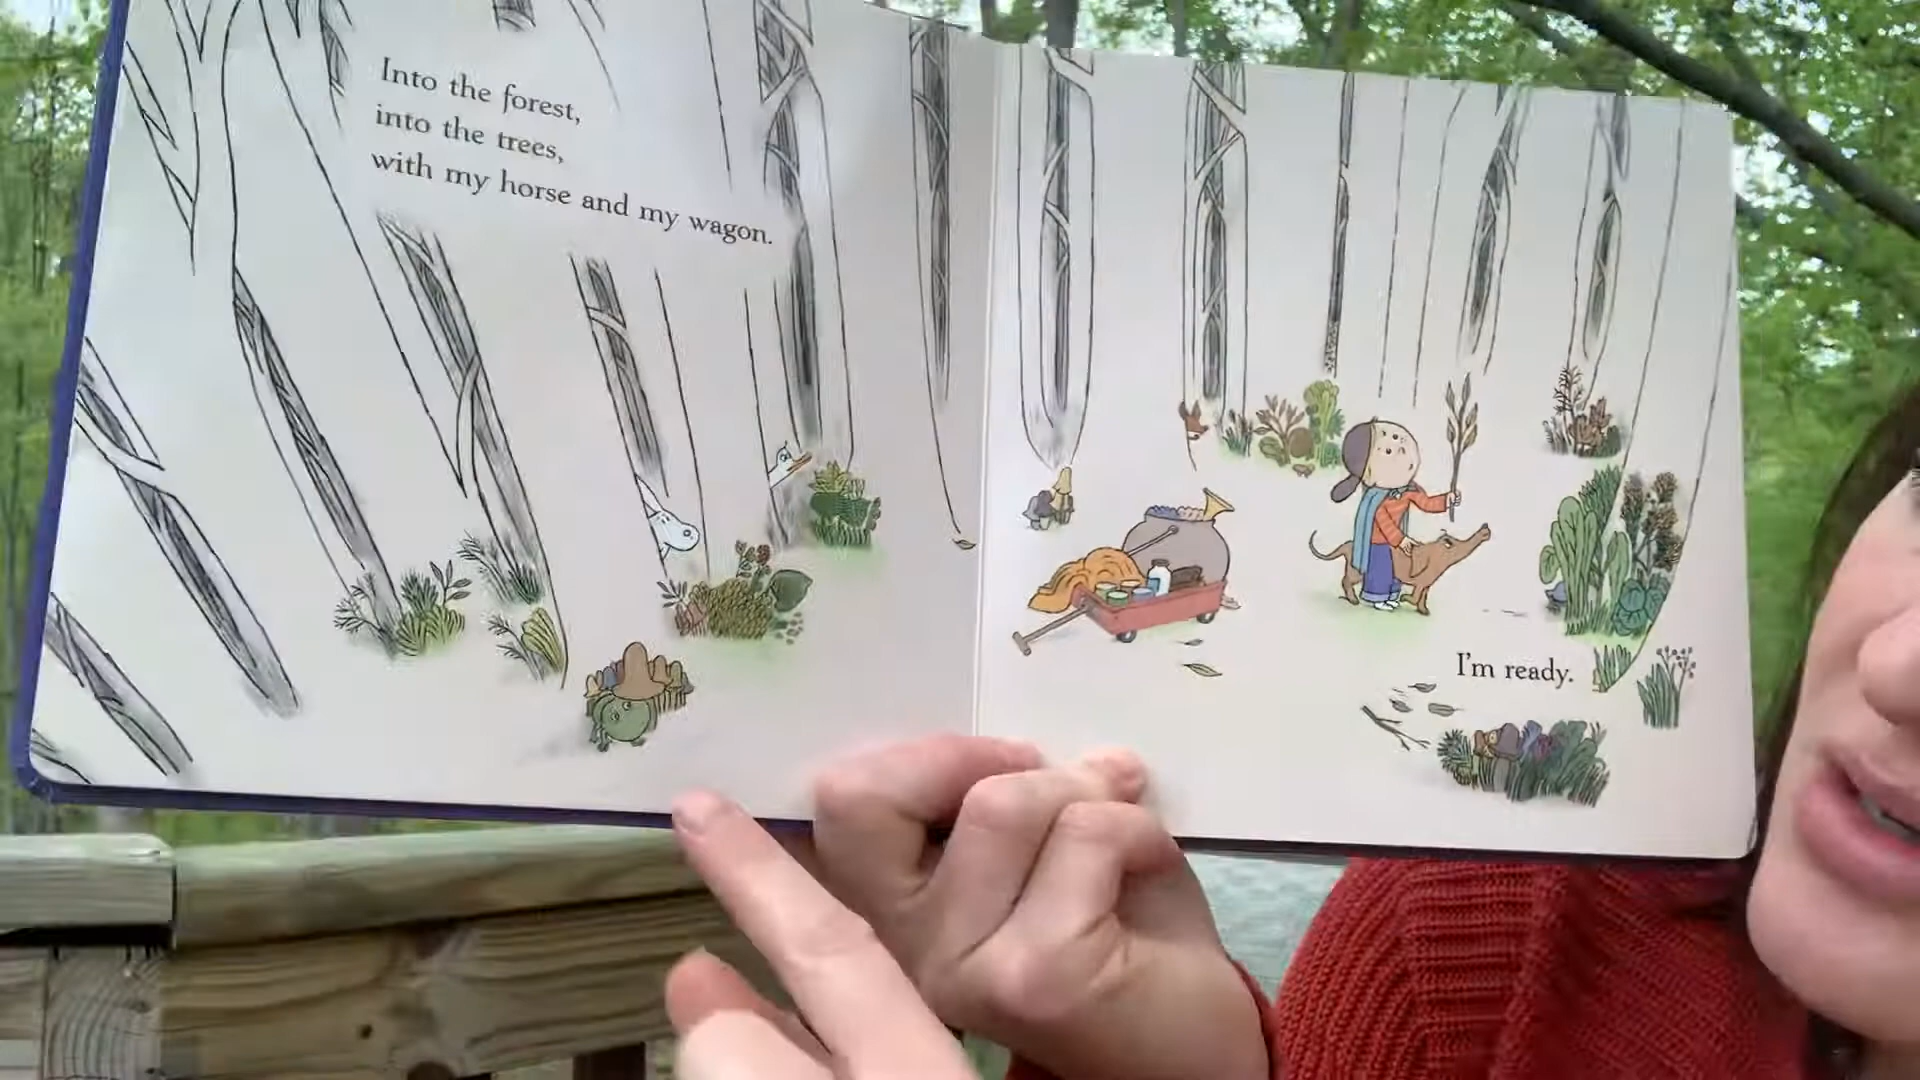 Into the forest,
into the trees,
with my horse and my wagon.
I'm ready.